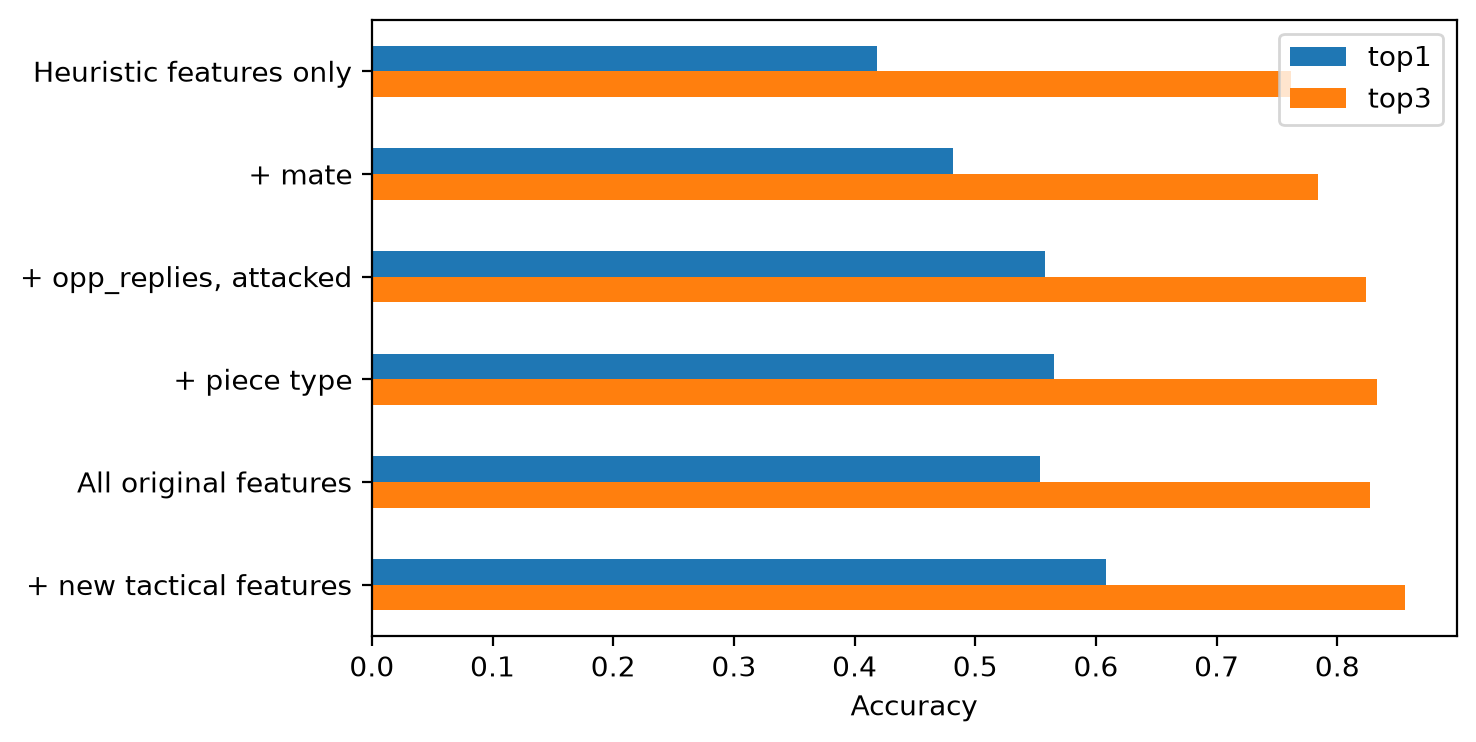 Heuristic features only
+ mate
+ opp_replies, attacked
+ piece type
All original features
+ new tactical features
top1
top3
0.0 0.1 0.2 0.3 0.4 0.5 0.6 0.7 0.8
Accuracy